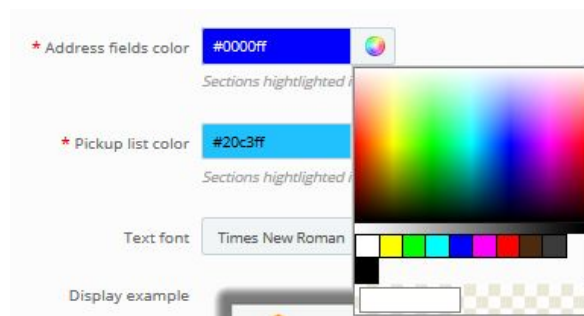 * Address fields color
#0000ff
Sections hightlighted i
* Pickup list color
#20c3ff
Sections hightlighted i
Text font
Times New Roman
Display example